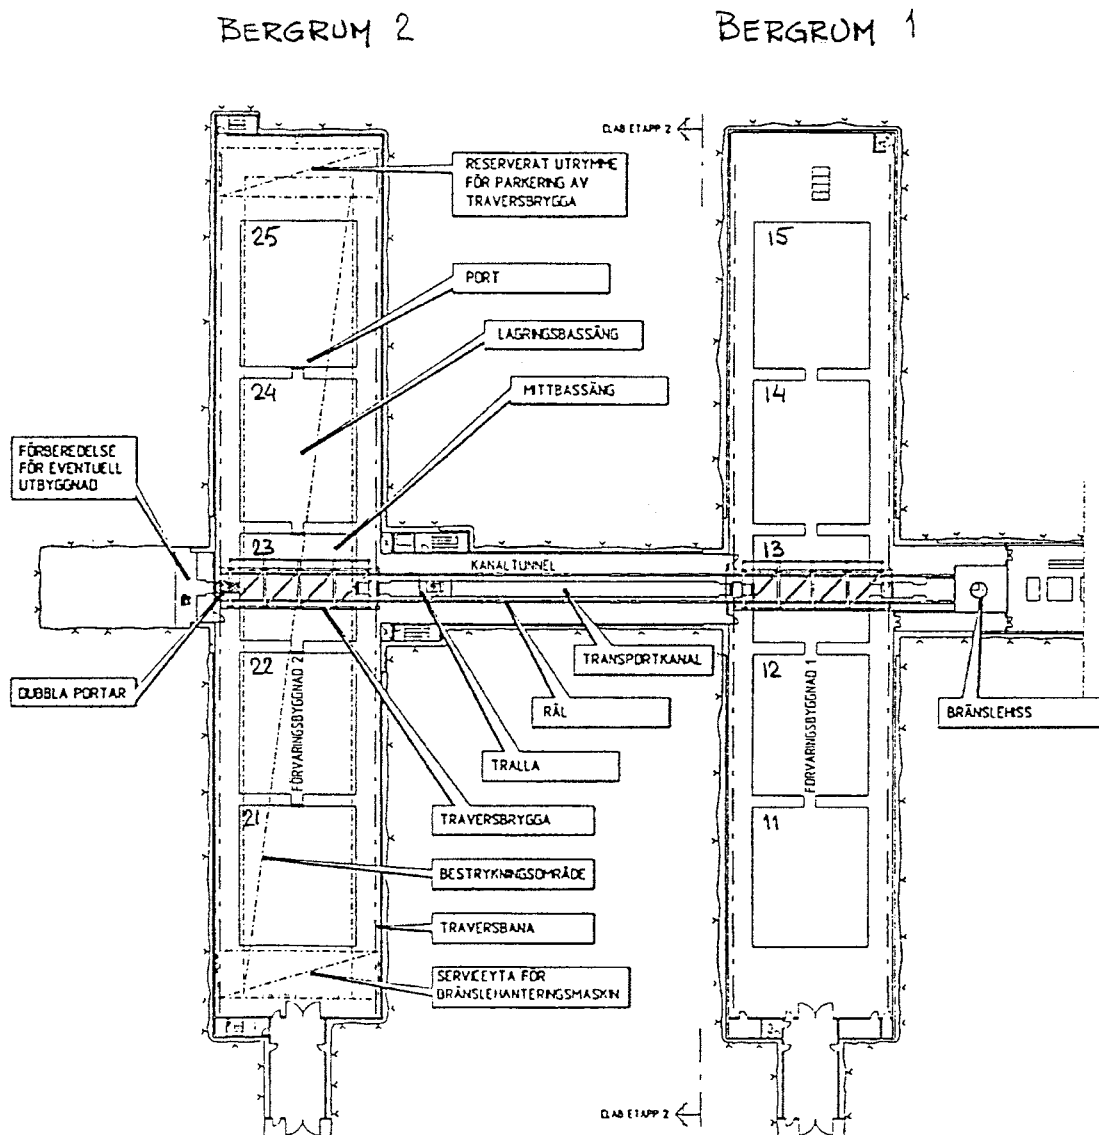 BERGRUM 2
BERGRUM 1
CLAB ETAPP 2
RESERVERAT UTRYMME
FÖR PARKERING AV
TRAVERSBRYGGA
25
15
PORT
LAGRINGSBASSÄNG
24
14
MITTBASSÄNG
FÖRBEREDELSE
FÖR EVENTUELL
UTBYGGNAD
23
13
KANALTUNNEL
22
12
TRANSPORTKANAL
DUBBLA PORTAR
RÄL
BRÄNSLEHISS
FÖRVARINGSBYGGNAD 2
FÖRVARINGSBYGGNAD 1
TRALLA
21
11
TRAVERSBRYGGA
BESTRYKNINGSOMRÅDE
TRAVERSBANA
SERVICEYTA FÖR
BRÄNSLEHANTERINGSMASKIN
CLAB ETAPP 2